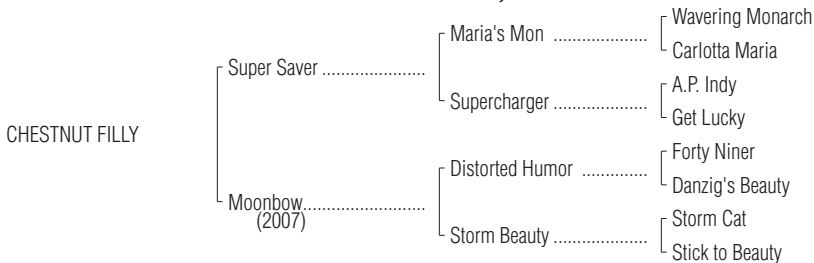 Wavering Monarch
Maria's Mon ....................
Carlotta Maria
Super Saver ......................
A.P. Indy
Supercharger ....................
Get Lucky
CHESTNUT FILLY
Forty Niner
Distorted Humor ..............
Danzig's Beauty
Moonbow..........................
(2007)
Storm Cat
Storm Beauty ....................
Stick to Beauty